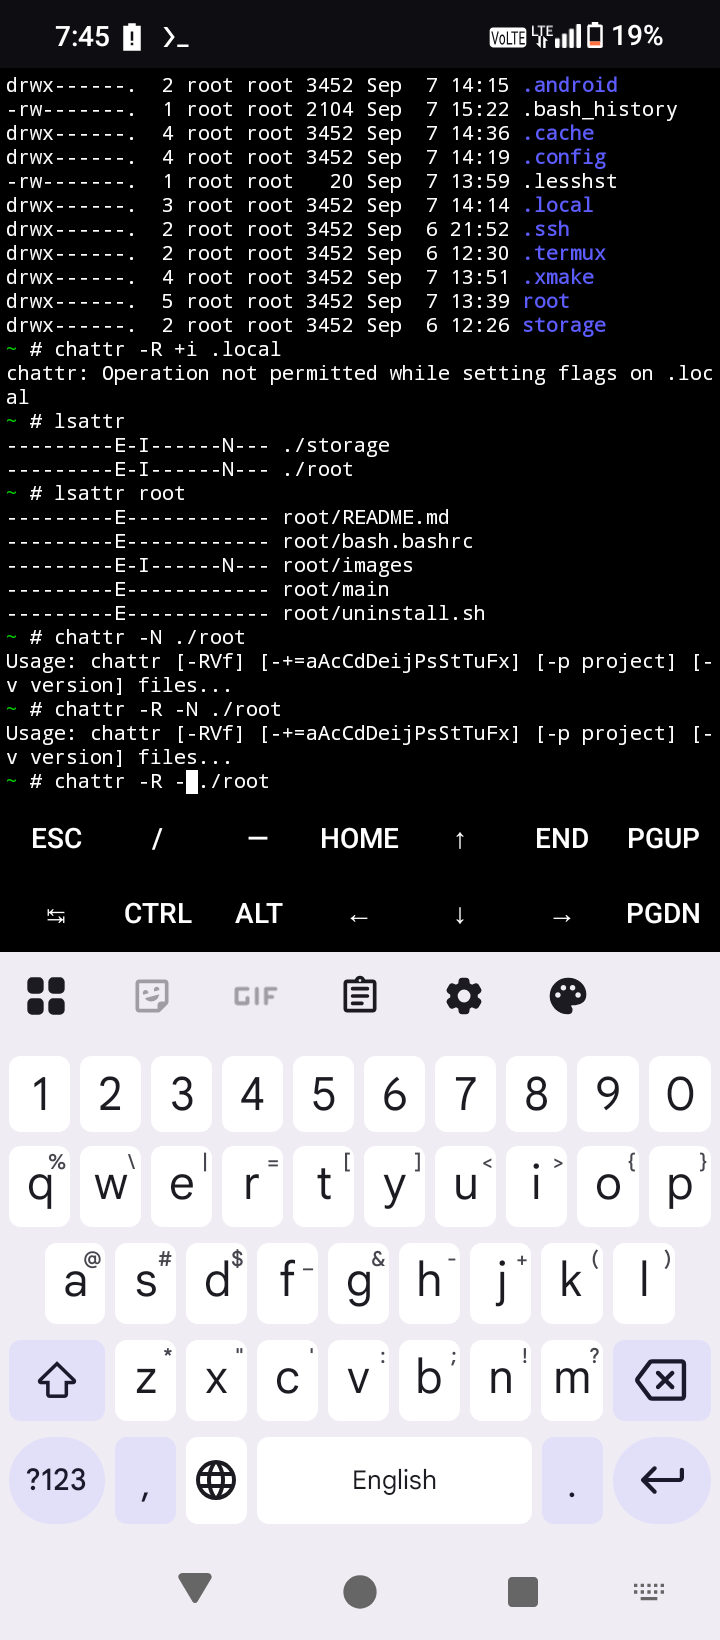 7:45 VoLTE LTE 19%
drwx------.  2 root root 3452 Sep  7 14:15 .android
-rw-------.  1 root root 2104 Sep  7 15:22 .bash_history
drwx------.  4 root root 3452 Sep  7 14:36 .cache
drwx------.  4 root root 3452 Sep  7 14:19 .config
-rw-------.  1 root root   20 Sep  7 13:59 .lesshst
drwx------.  3 root root 3452 Sep  7 14:14 .local
drwx------.  2 root root 3452 Sep  6 21:52 .ssh
drwx------.  2 root root 3452 Sep  6 12:30 .termux
drwx------.  4 root root 3452 Sep  7 13:51 .xmake
drwx------.  5 root root 3452 Sep  7 13:39 root
drwx------.  2 root root 3452 Sep  6 12:26 storage
~ # chattr -R +i .local
chattr: Operation not permitted while setting flags on .loc
al
~ # lsattr
---------E-I------N--- ./storage
---------E-I------N--- ./root
~ # lsattr root
---------E------------ root/README.md
---------E------------ root/bash.bashrc
---------E-I------N--- root/images
---------E------------ root/main
---------E------------ root/uninstall.sh
~ # chattr -N ./root
Usage: chattr [-RVf] [-+=aAcCdDeijPsStTuFx] [-p project] [-
v version] files...
~ # chattr -R -N ./root
Usage: chattr [-RVf] [-+=aAcCdDeijPsStTuFx] [-p project] [-
v version] files...
~ # chattr -R - ./root
ESC / — HOME ↑ END PGUP
↹ CTRL ALT ← ↓ → PGDN
GIF
1 2 3 4 5 6 7 8 9 0
q % w \ e | r = t [ y ] u < i > o { p }
a @ s # d $ f _ g & h - j + k ( l )
z * x " c ' v : b ; n ! m ?
?123 , English .